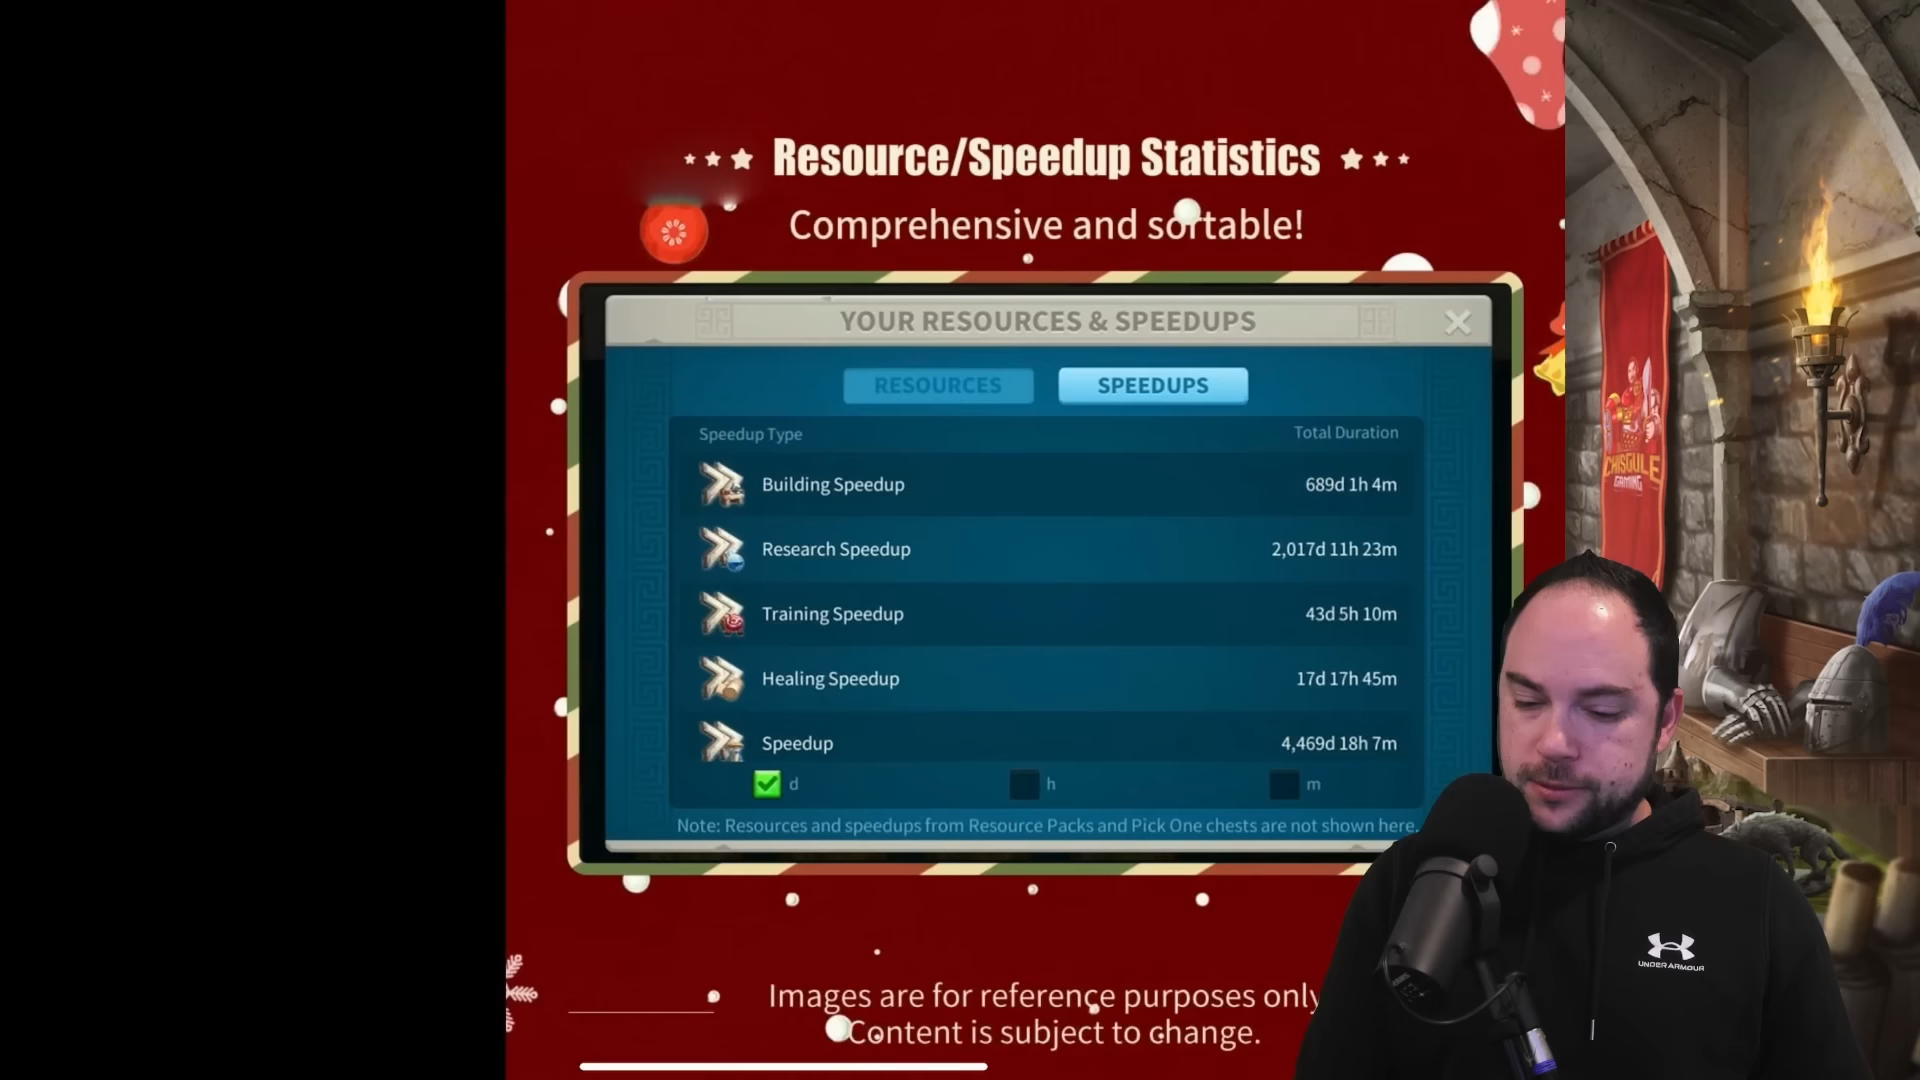 Resource/Speedup Statistics
Comprehensive and sortable!
YOUR RESOURCES & SPEEDUPS
RESOURCES
SPEEDUPS
Speedup Type
Total Duration
Building Speedup
689d 1h 4m
Research Speedup
2,017d 11h 23m
Training Speedup
43d 5h 10m
Healing Speedup
17d 17h 45m
Speedup
4,469d 18h 7m
d
h
m
Note: Resources and speedups from Resource Packs and Pick One chests are not shown here.
Images are for reference purposes only
Content is subject to change.
CHISGULE
GAMING
UNDER ARMOUR